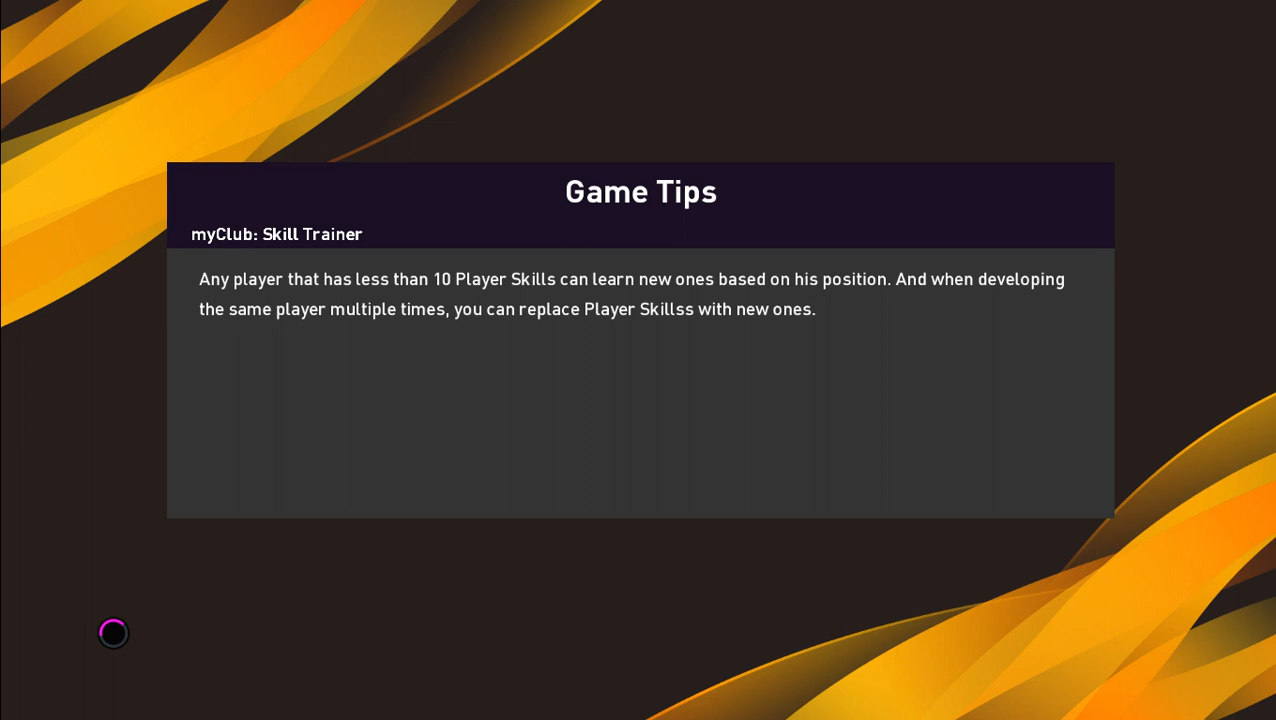 Game Tips
myClub: Skill Trainer
Any player that has less than 10 Player Skills can learn new ones based on his position. And when developing
the same player multiple times, you can replace Player Skillss with new ones.